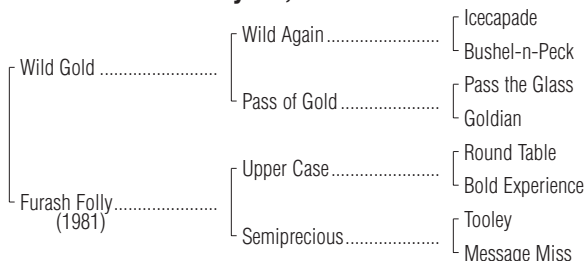 Icecapade
Wild Again ..........................
Bushel-n-Peck
Wild Gold ...........................
Pass the Glass
Pass of Gold .......................
Goldian
Round Table
Upper Case.........................
Bold Experience
Furash Folly........................
(1981)
Tooley
Semiprecious......................
Message Miss